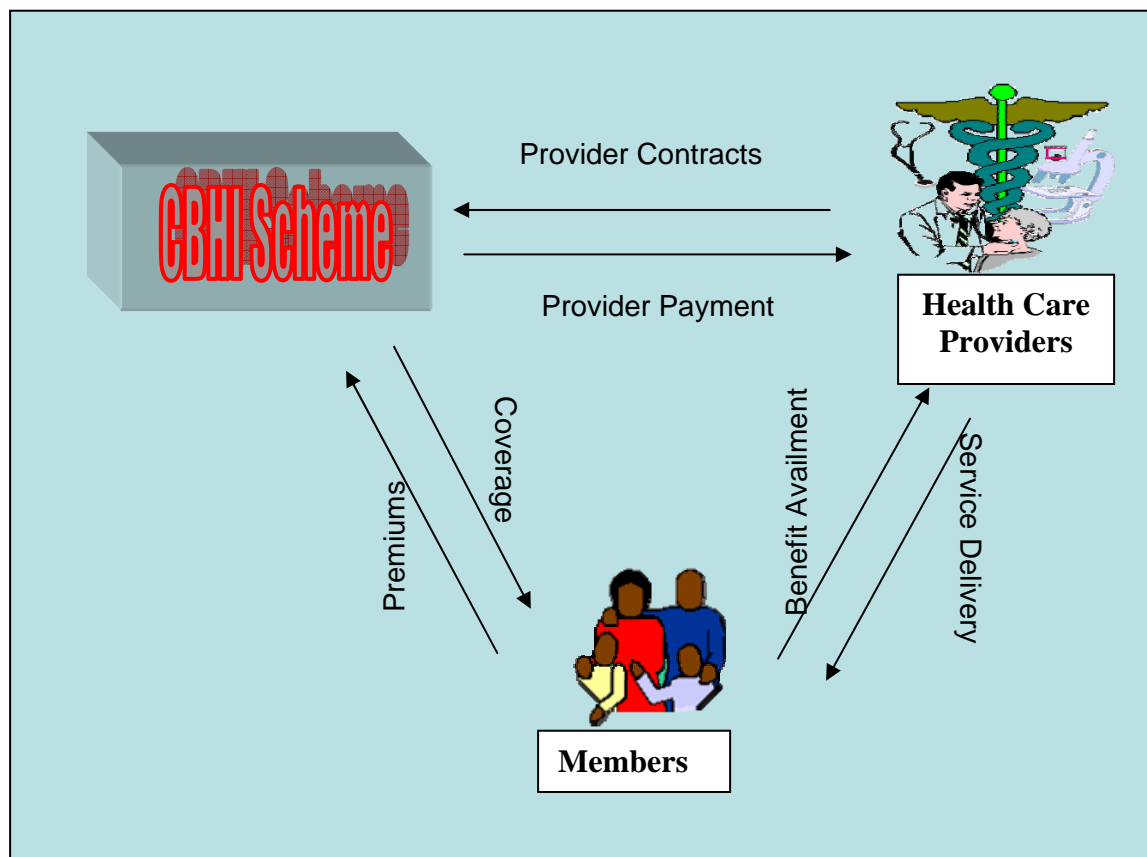 Provider Contracts
CBHI Scheme
Provider Payment
Health Care
Providers
Coverage
Premiums
Benefit Availment
Service Delivery
Members